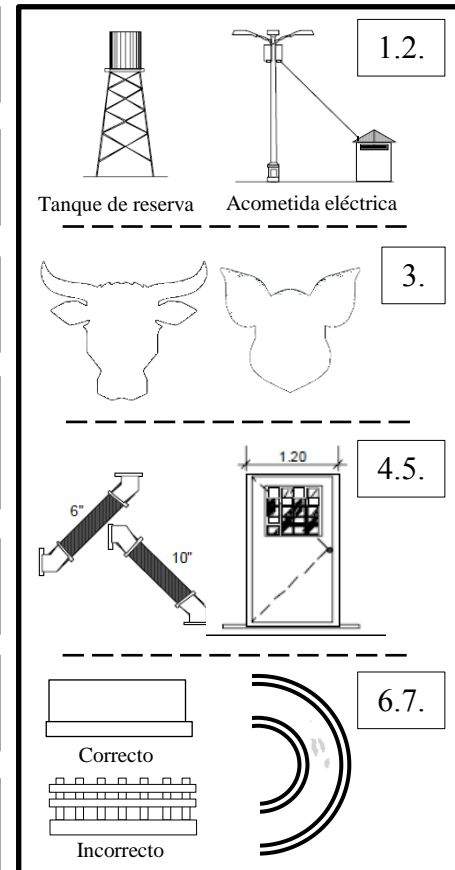 1.2.
Tanque de reserva
Acometida eléctrica
3.
4.5.
1.20
6"
10"
6.7.
Correcto
Incorrecto